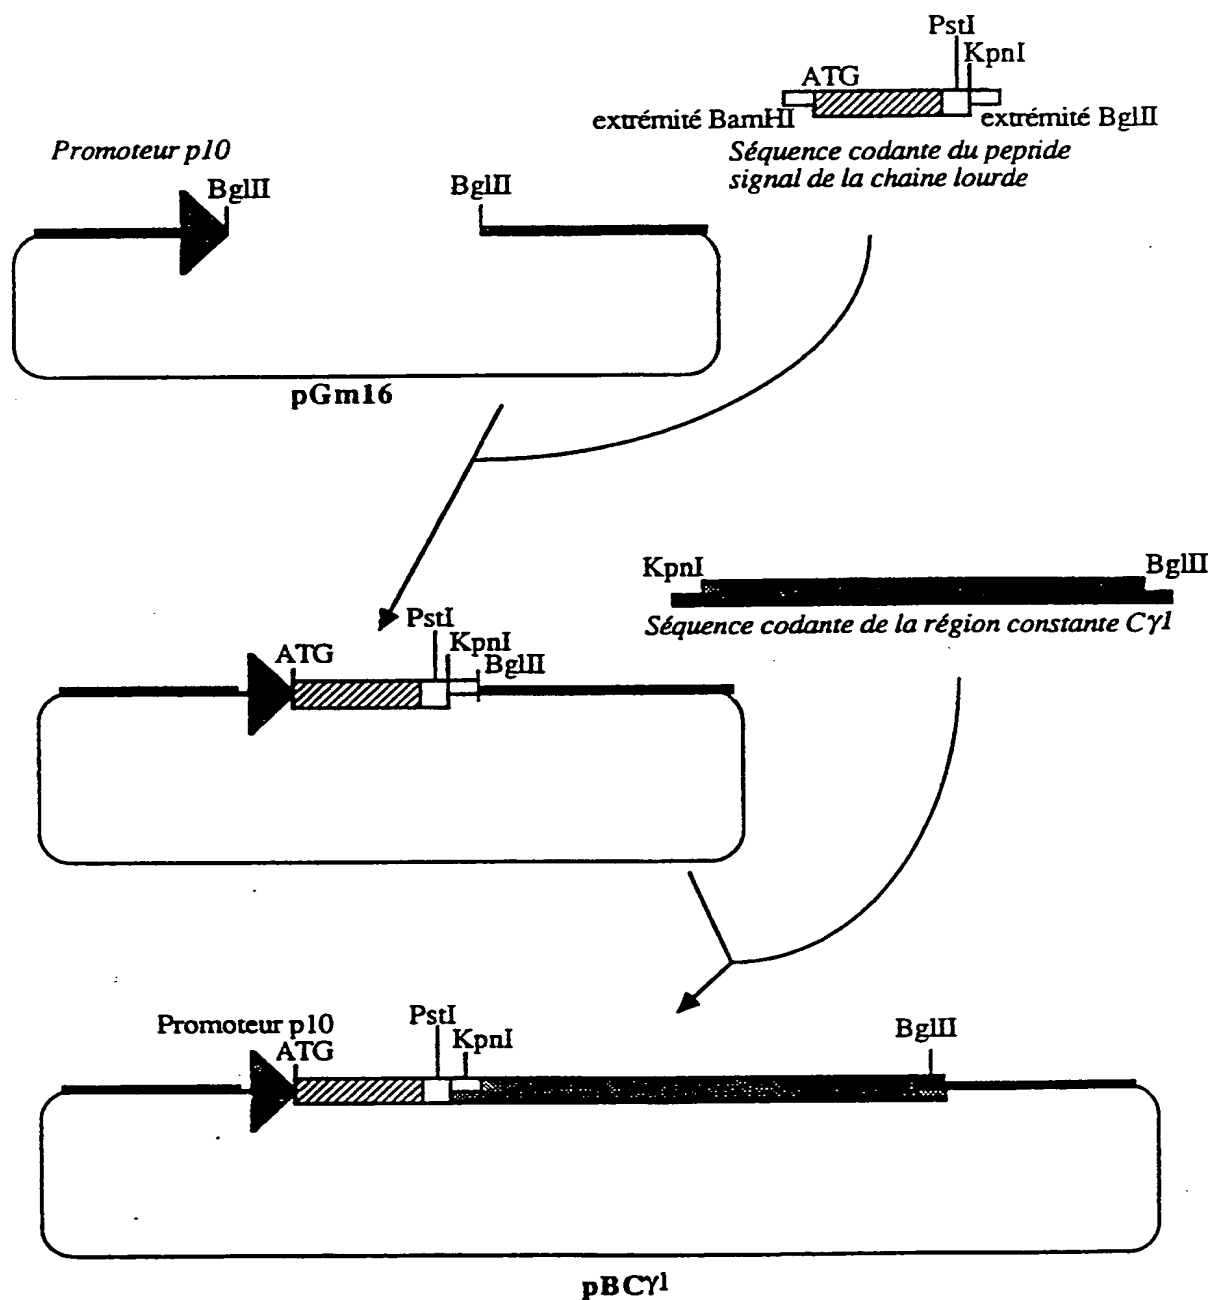 PstI
KpnI
ATG
extrémité BamHI
extrémité BglII
Séquence codante du peptide
signal de la chaine lourde
Promoteur p10
BglII
BglII
pGm16
KpnI
BglII
Séquence codante de la région constante Cγ1
PstI
KpnI
ATG
BglII
Promoteur p10
ATG
PstI
KpnI
BglII
pBCγ1